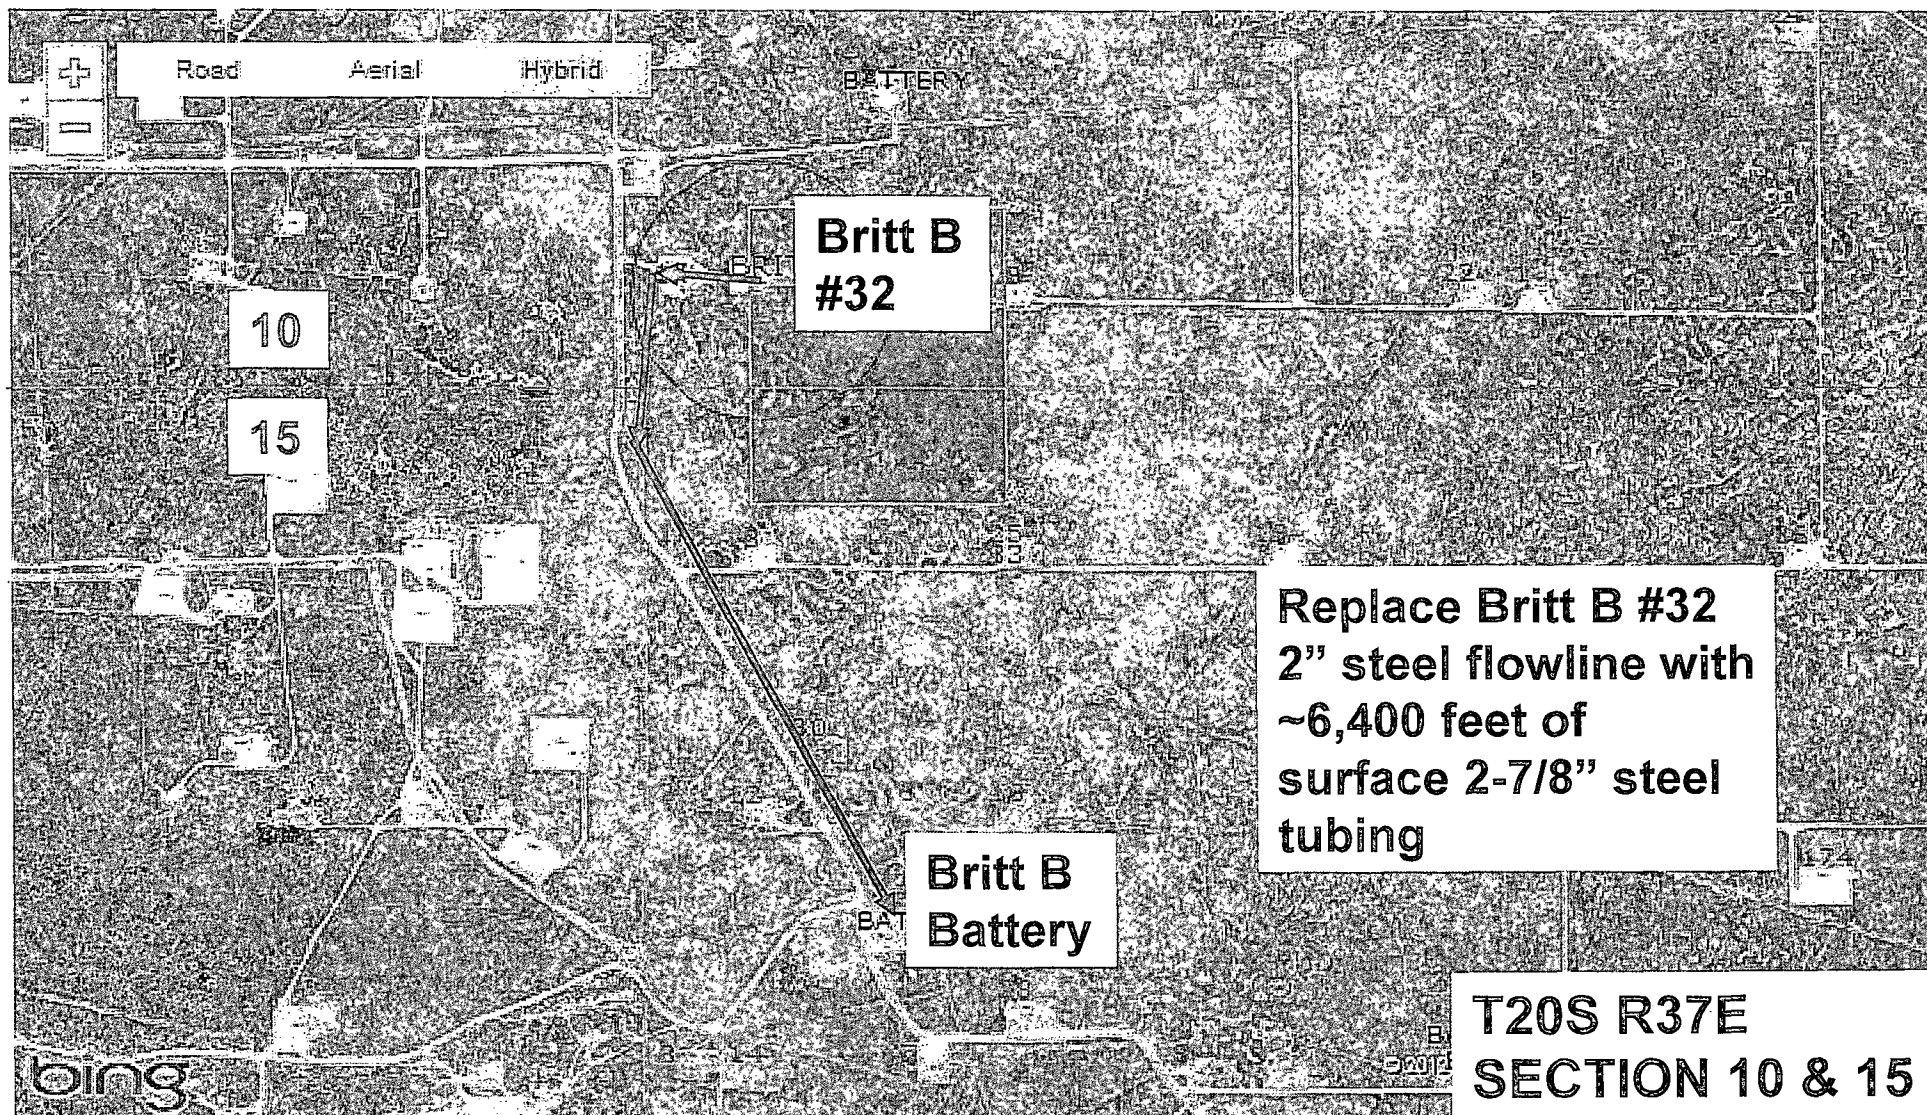 Road Aerial Hybrid
BATTERY
Britt B
#32
10
15
Replace Britt B #32
2” steel flowline with
~6,400 feet of
surface 2-7/8” steel
tubing
174
Britt B
Battery
T20S R37E
SECTION 10 & 15
bing